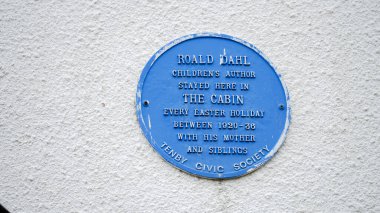 ROALD DAHL
CHILDREN'S AUTHOR
STAYED HERE IN
THE CABIN
EVERY EASTER HOLIDAY
BETWEEN 1920-36
WITH HIS MOTHER
AND SIBLINGS
TENBY CIVIC SOCIETY